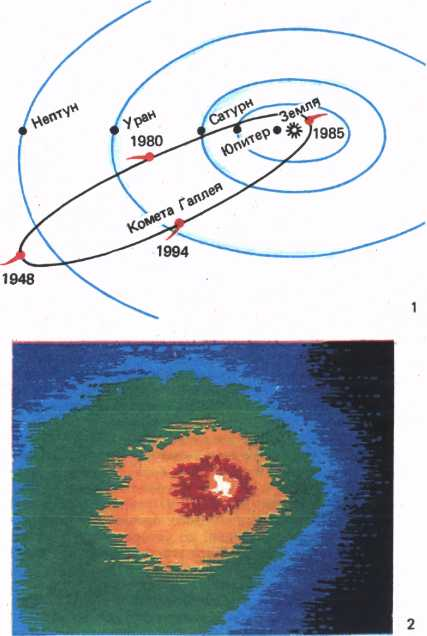 Нептун
Уран
1980
Сатурн
Юпитер
Земля
1985
Комета Галлея
1994
1948
1
2